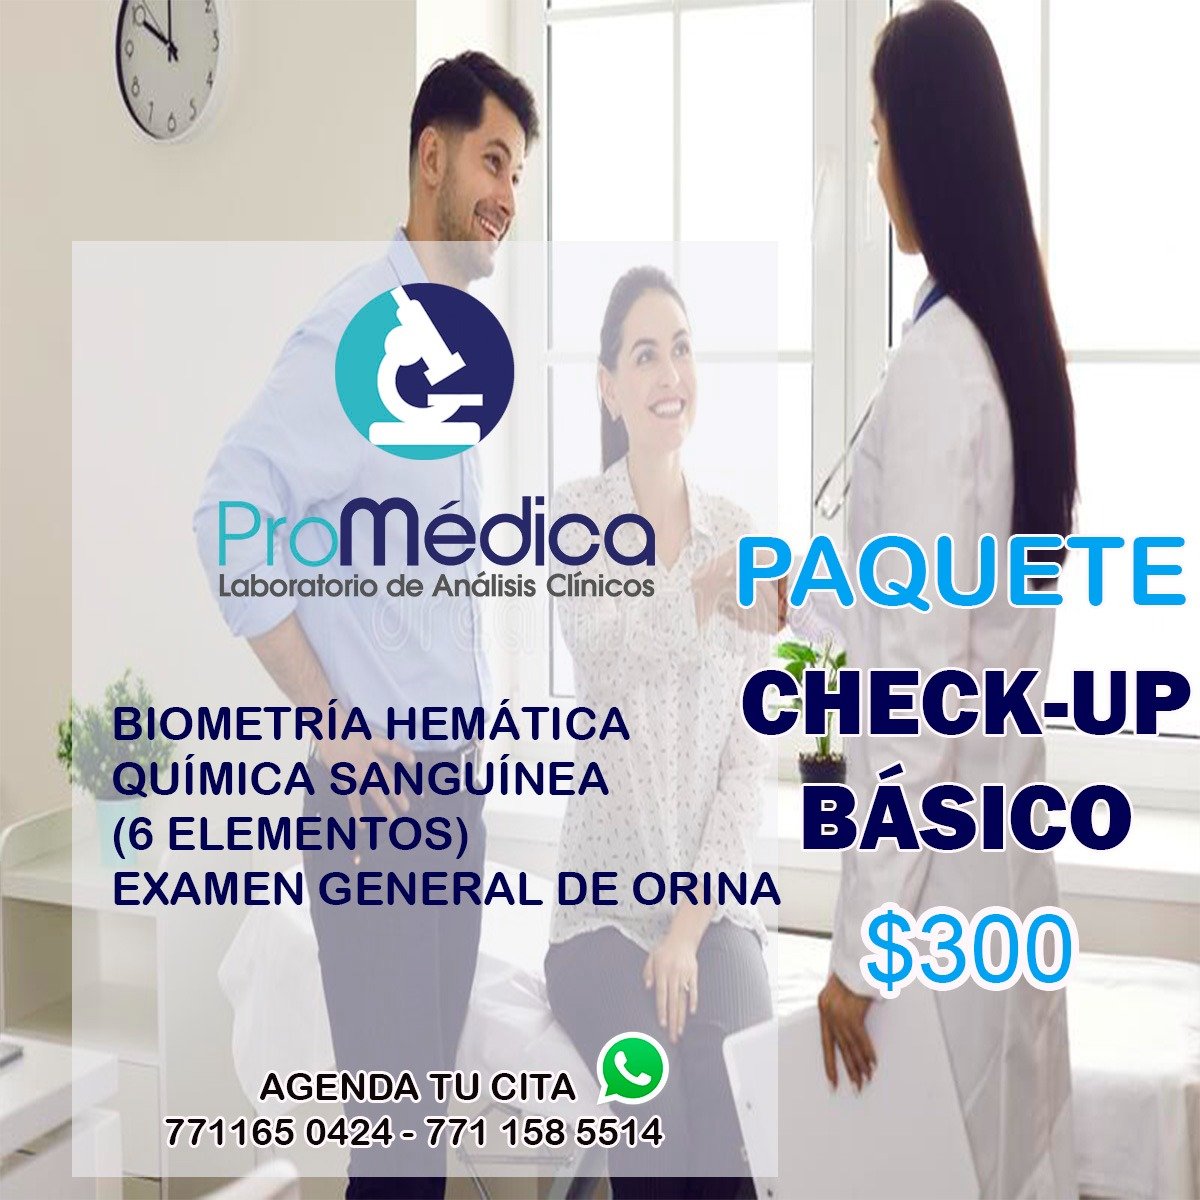 ProMédica
Laboratorio de Análisis Clínicos
PAQUETE
CHECK-UP
BÁSICO
$300
BIOMETRÍA HEMÁTICA
QUÍMICA SANGUÍNEA
(6 ELEMENTOS)
EXAMEN GENERAL DE ORINA
AGENDA TU CITA
771165 0424 - 771 158 5514